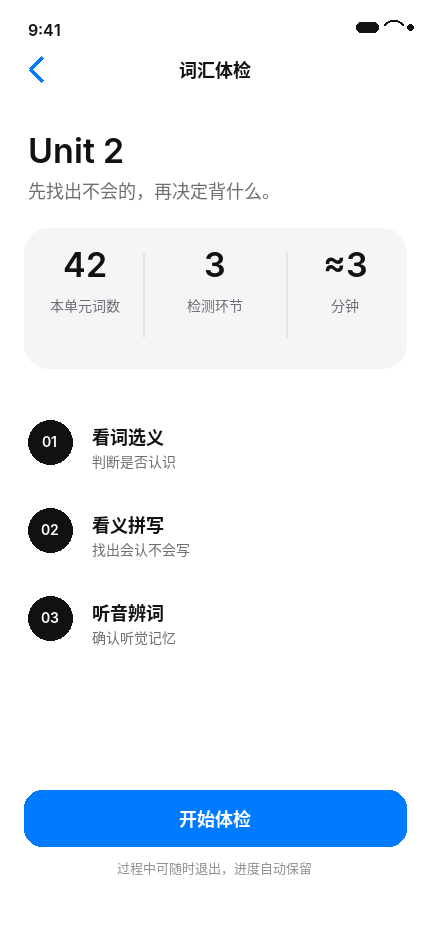 9:41
词汇体检
Unit 2
先找出不会的，再决定背什么。
42
3
≈3
本单元词数
检测环节
分钟
01
看词选义
判断是否认识
02
看义拼写
找出会认不会写
03
听音辨词
确认听觉记忆
开始体检
过程中可随时退出，进度自动保留